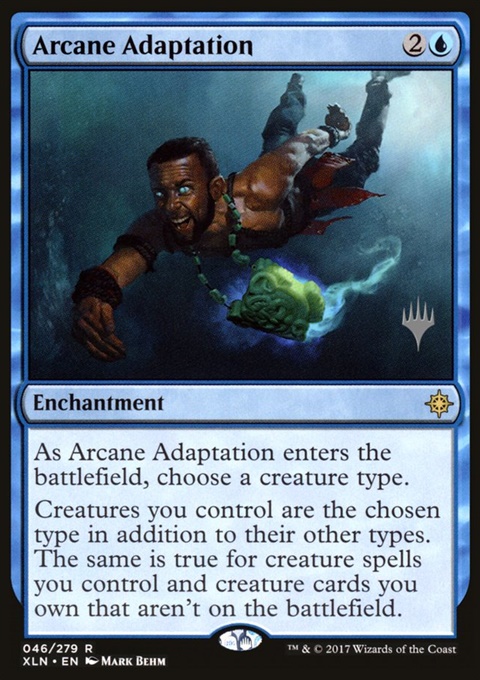 Arcane Adaptation 2
Enchantment
As Arcane Adaptation enters the
battlefield, choose a creature type.
Creatures you control are the chosen
type in addition to their other types.
The same is true for creature spells
you control and creature cards you
own that aren't on the battlefield.
046/279 R
XLN • EN Mark Behm
™ & © 2017 Wizards of the Coast